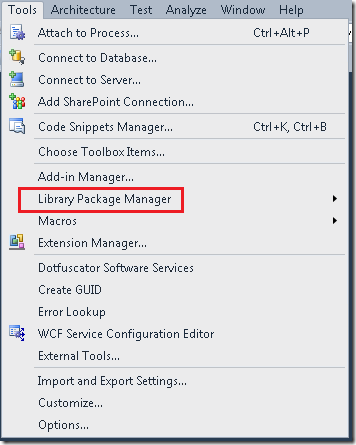 Tools Architecture Test Analyze Window Help
Attach to Process... Ctrl+Alt+P
Connect to Database...
Connect to Server...
Add SharePoint Connection...
Code Snippets Manager... Ctrl+K, Ctrl+B
Choose Toolbox Items...
Add-in Manager...
Library Package Manager
Macros
Extension Manager...
Dotfuscator Software Services
Create GUID
Error Lookup
WCF Service Configuration Editor
External Tools...
Import and Export Settings...
Customize...
Options...